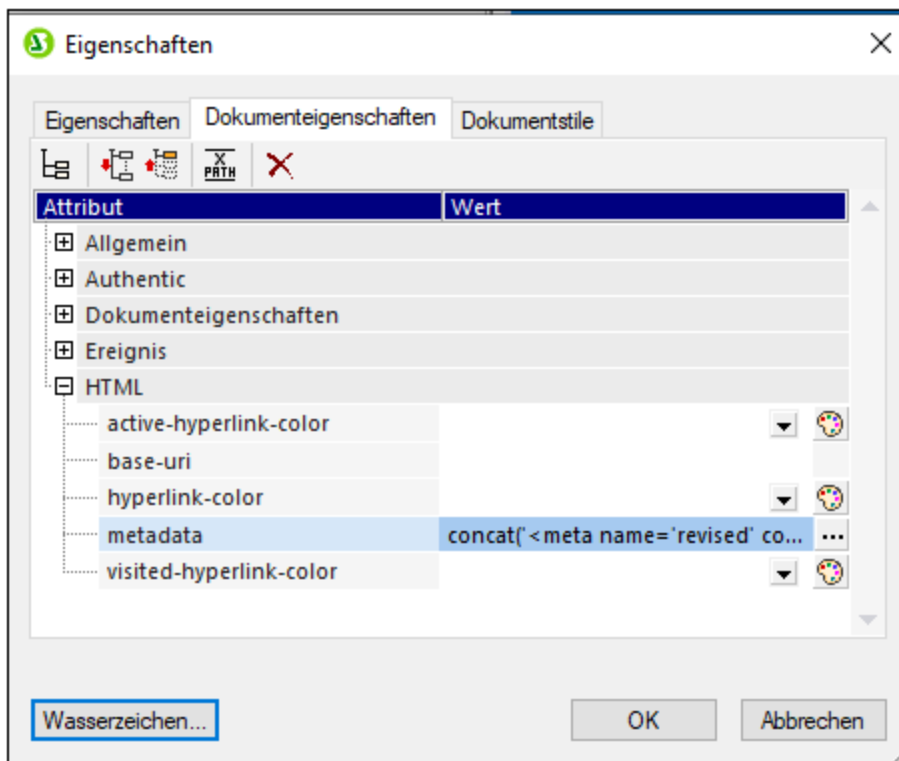 Eigenschaften
Eigenschaften Dokumenteigenschaften Dokumentstile
X PATH
Attribut Wert
Allgemein
Authentic
Dokumenteigenschaften
Ereignis
HTML
active-hyperlink-color
base-uri
hyperlink-color
metadata concat('<meta name='revised' co... ...
visited-hyperlink-color
Wasserzeichen... OK Abbrechen